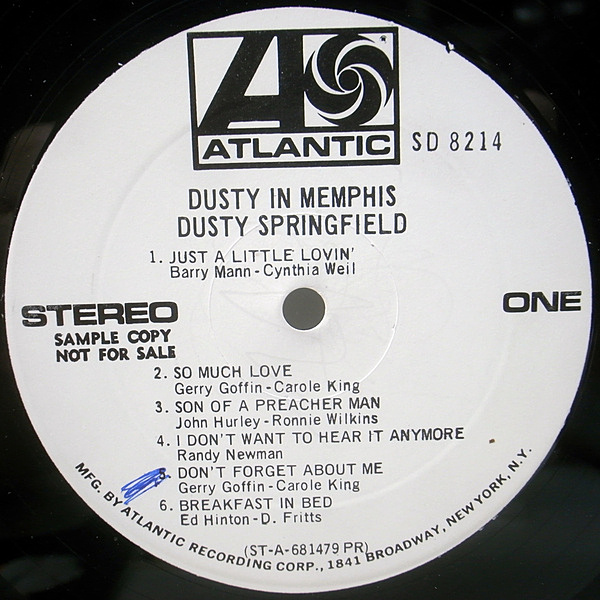 ATLANTIC
SD 8214
DUSTY IN MEMPHIS
DUSTY SPRINGFIELD
1. JUST A LITTLE LOVIN'
Barry Mann-Cynthia Weil
STEREO
ONE
SAMPLE COPY
NOT FOR SALE
2. SO MUCH LOVE
Gerry Goffin-Carole King
3. SON OF A PREACHER MAN
John Hurley-Ronnie Wilkins
4. I DON'T WANT TO HEAR IT ANYMORE
Randy Newman
5. DON'T FORGET ABOUT ME
Gerry Goffin-Carole King
6. BREAKFAST IN BED
Ed Hinton-D. Fritts
(ST-A-681479 PR)
MFG. BY ATLANTIC RECORDING CORP., 1841 BROADWAY, NEW YORK, N.Y.